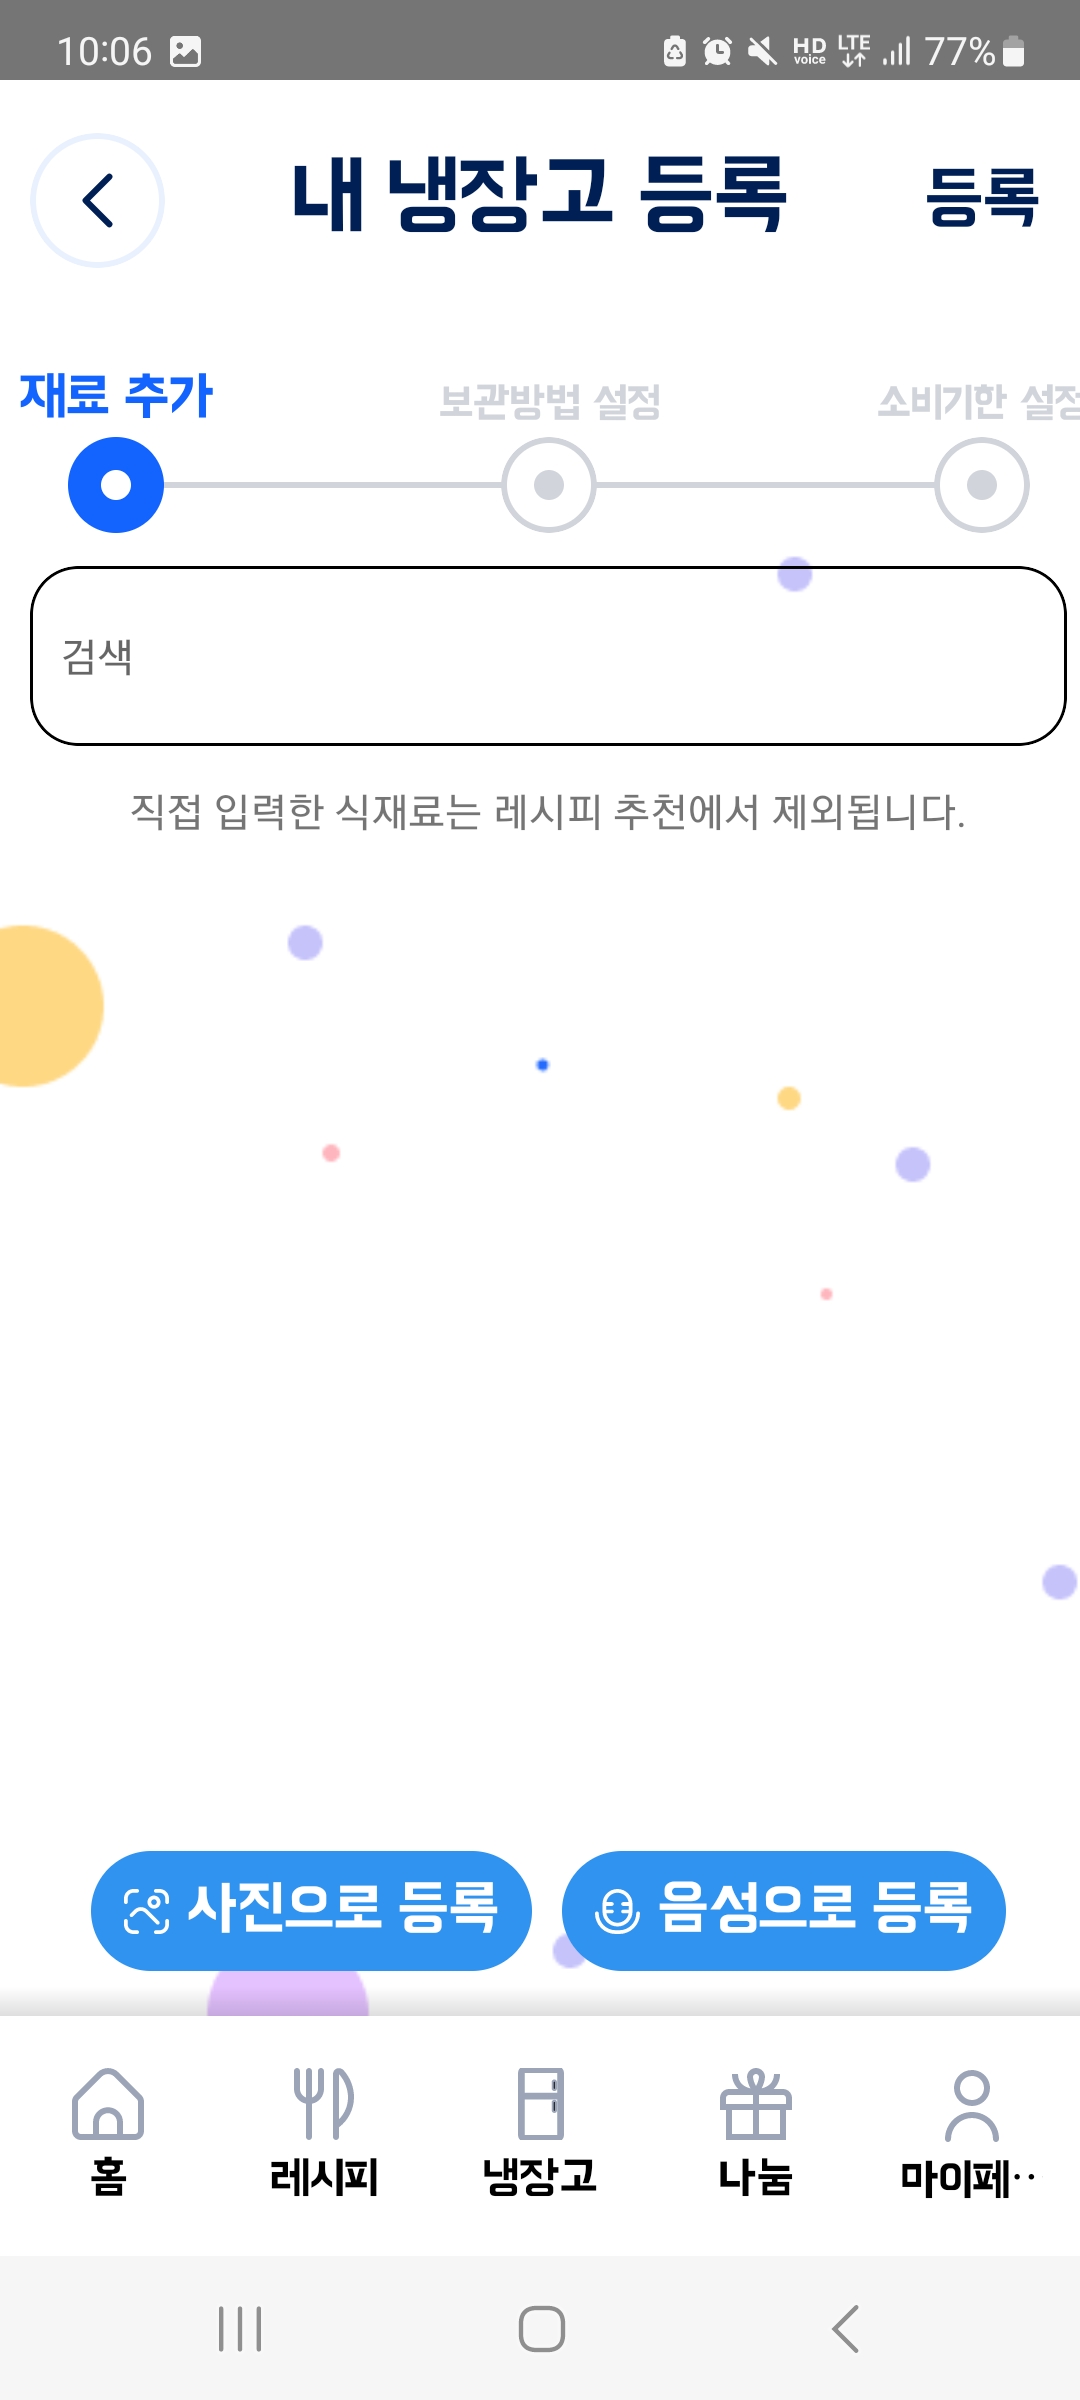 10:06 HD voice LTE 77%
내 냉장고 등록 등록
재료 추가 보관방법 설정 소비기한 설정
검색
직접 입력한 식재료는 레시피 추천에서 제외됩니다.
사진으로 등록 음성으로 등록
홈 레시피 냉장고 나눔 마이페…